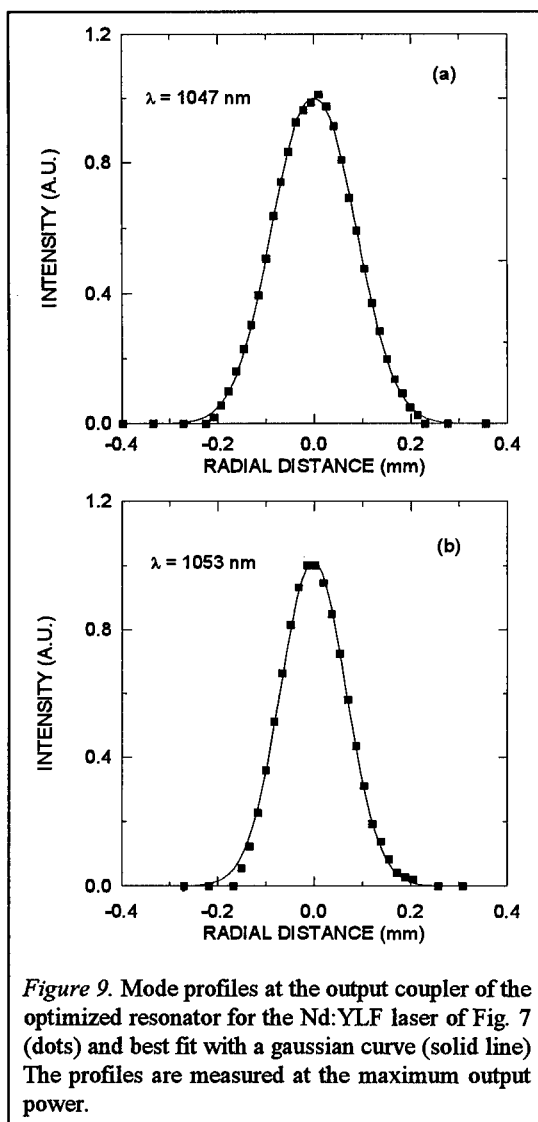 1.2
(a)
λ = 1047 nm
0.8
INTENSITY (A.U.)
0.4
0.0
-0.4 -0.2 0.0 0.2 0.4
RADIAL DISTANCE (mm)
1.2
(b)
λ = 1053 nm
0.8
INTENSITY (A.U.)
0.4
0.0
-0.4 -0.2 0.0 0.2 0.4
RADIAL DISTANCE (mm)
Figure 9. Mode profiles at the output coupler of the
optimized resonator for the Nd:YLF laser of Fig. 7
(dots) and best fit with a gaussian curve (solid line)
The profiles are measured at the maximum output
power.